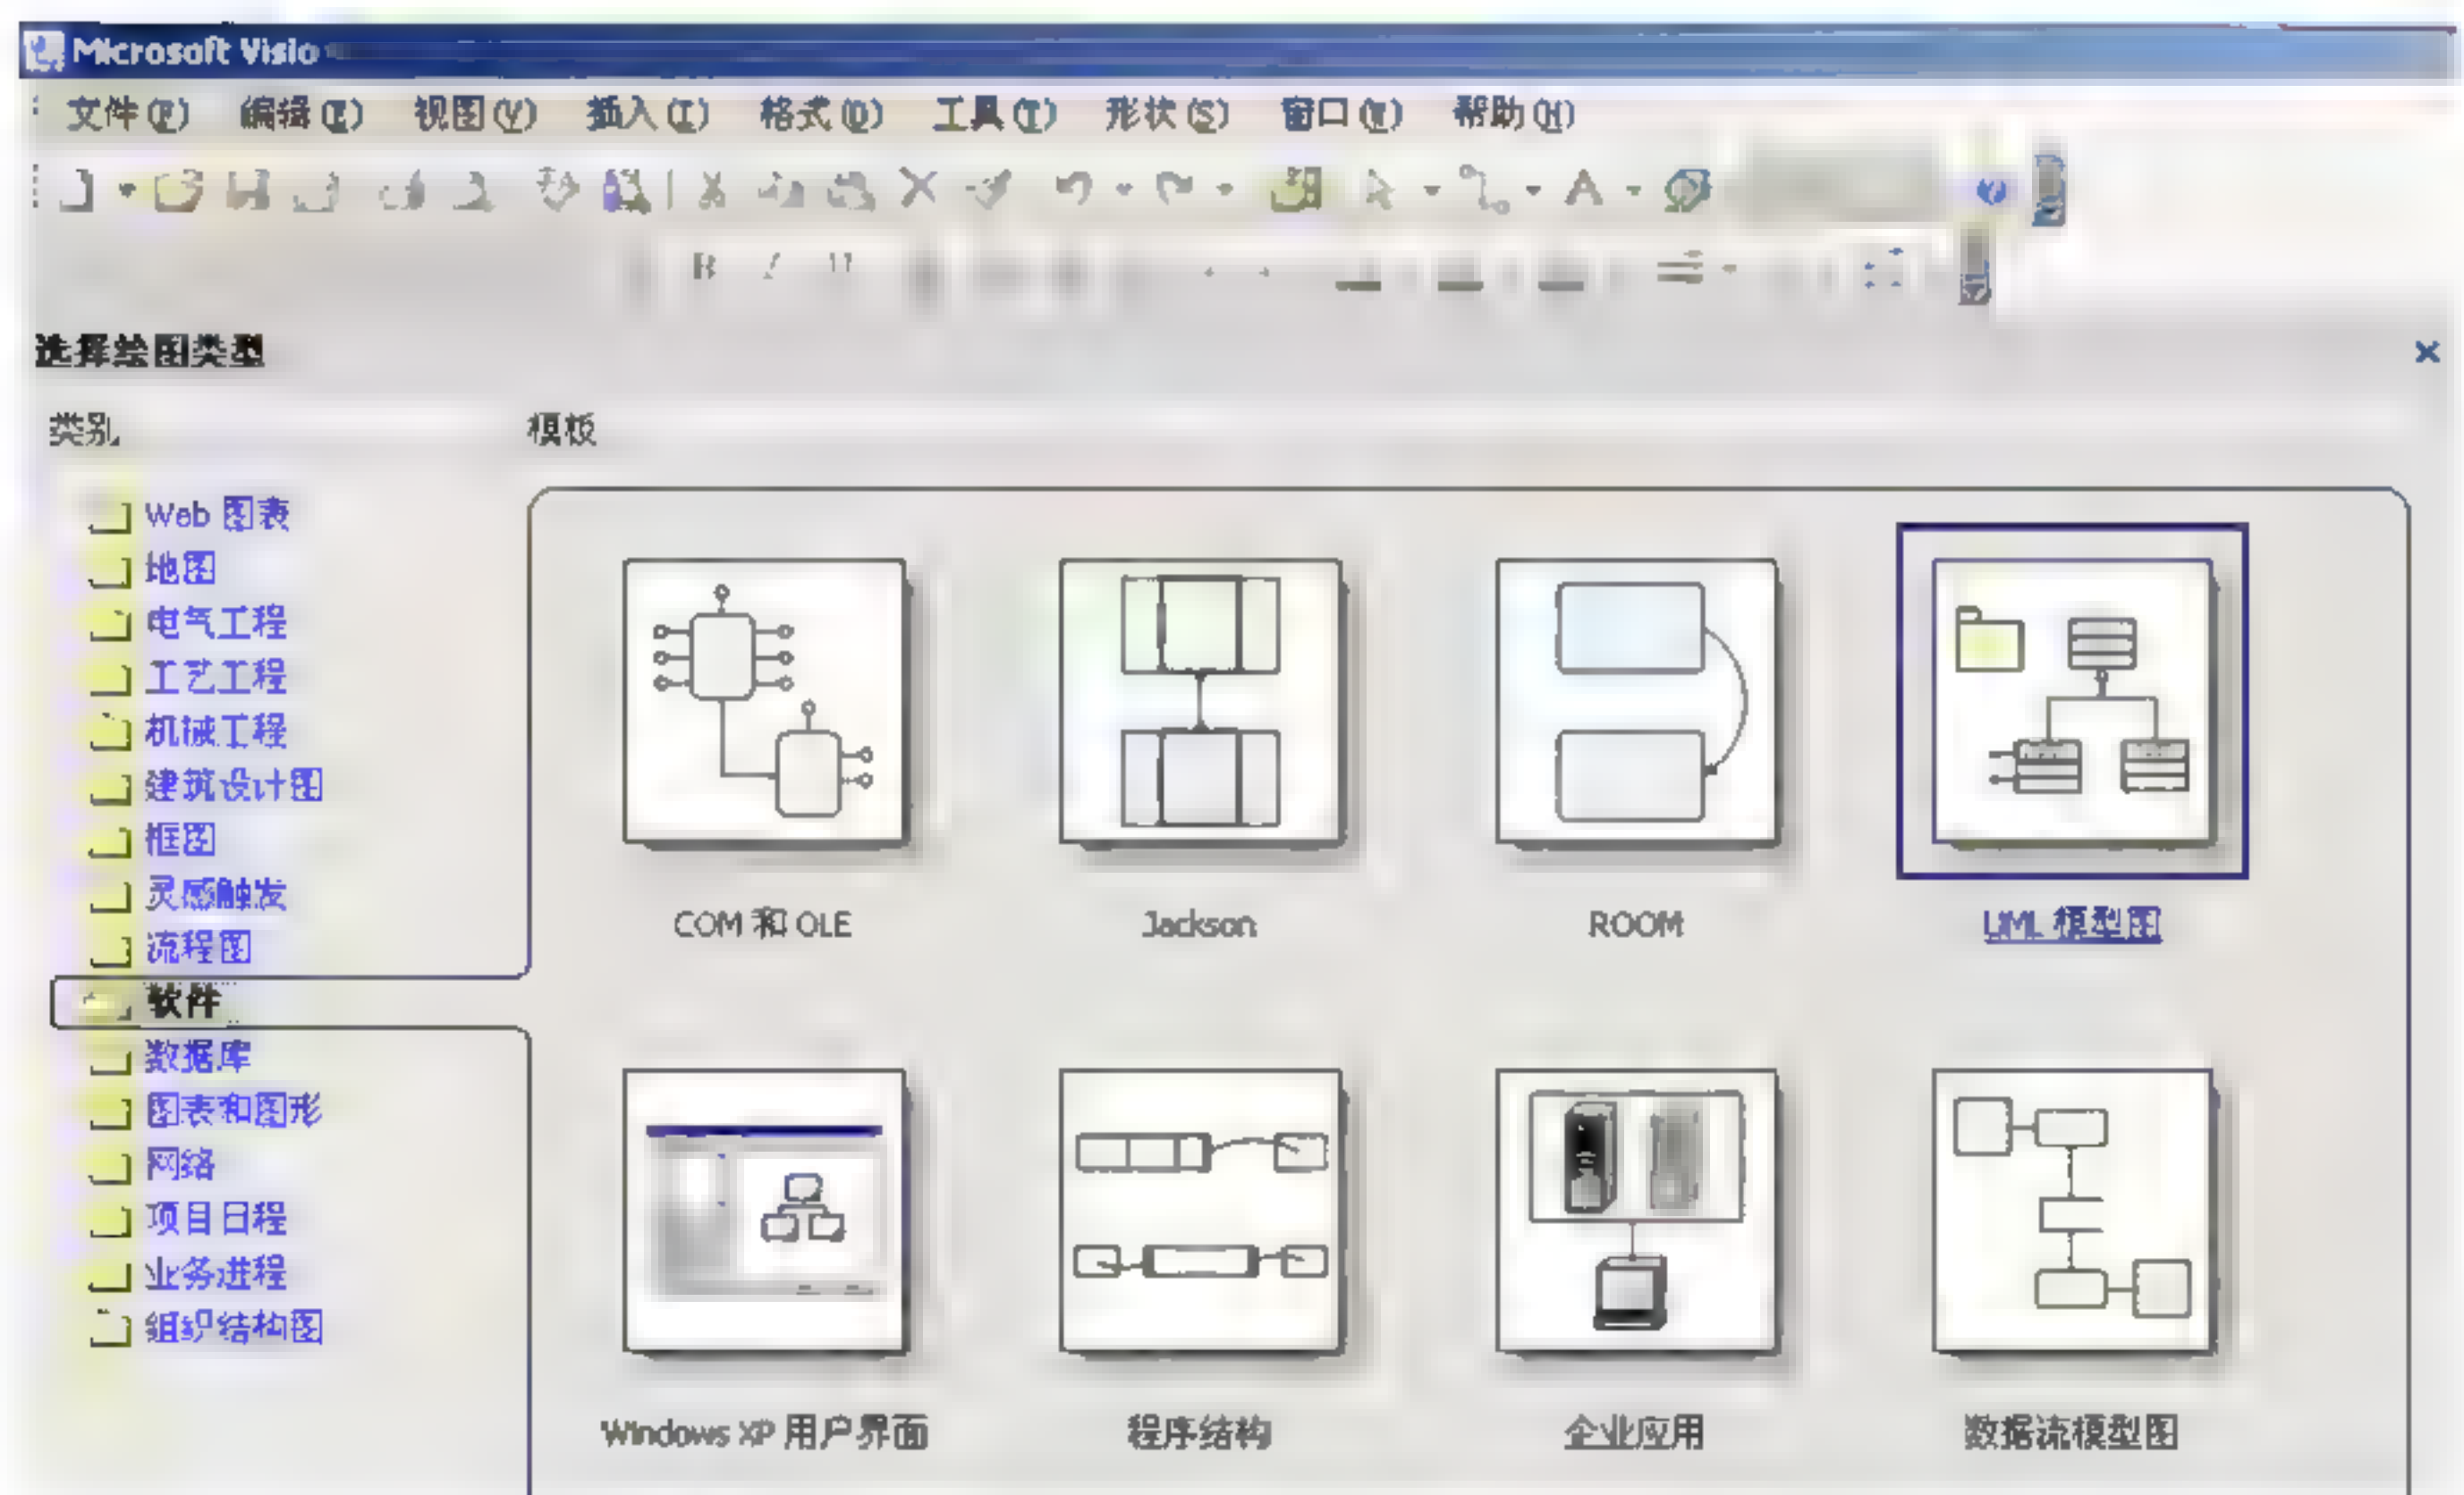 Microsoft Visio
文件(F) 编辑(E) 视图(V) 插入(I) 格式(O) 工具(T) 形状(S) 窗口(W) 帮助(H)
A
B I U
选择绘图类型
类别 模板
Web 图表
地图
电气工程
工艺工程
机械工程
建筑设计图
框图
灵感触发
流程图
软件
数据库
图表和图形
网络
项目日程
业务进程
组织结构图
COM 和 OLE Jackson ROOM UML 模型图
Windows XP 用户界面 程序结构 企业应用 数据流模型图